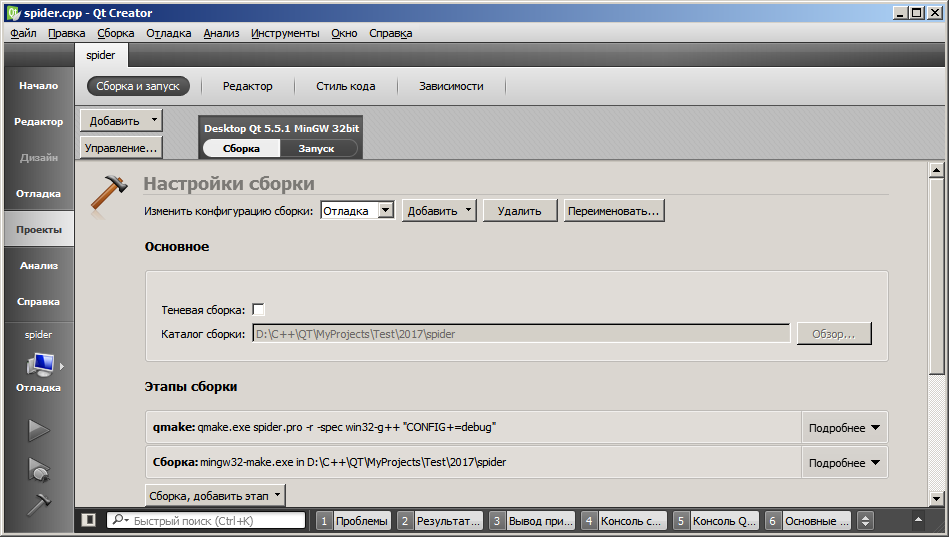 spider.cpp - Qt Creator
Файл Правка Сборка Отладка Анализ Инструменты Окно Справка
spider
Начало
Редактор
Дизайн
Отладка
Проекты
Анализ
Справка
spider
Отладка
Сборка и запуск Редактор Стиль кода Зависимости
Добавить
Управление...
Desktop Qt 5.5.1 MinGW 32bit
Сборка Запуск
Настройки сборки
Изменить конфигурацию сборки: Отладка Добавить Удалить Переименовать...
Основное
Теневая сборка:
Каталог сборки: D:\C++\QT\MyProjects\Test\2017\spider Обзор...
Этапы сборки
qmake: qmake.exe spider.pro -r -spec win32-g++ "CONFIG+=debug" Подробнее
Сборка: mingw32-make.exe in D:\C++\QT\MyProjects\Test\2017\spider Подробнее
Сборка, добавить этап
Быстрый поиск (Ctrl+K) 1 Проблемы 2 Результат... 3 Вывод при... 4 Консоль с... 5 Консоль Q... 6 Основные ...